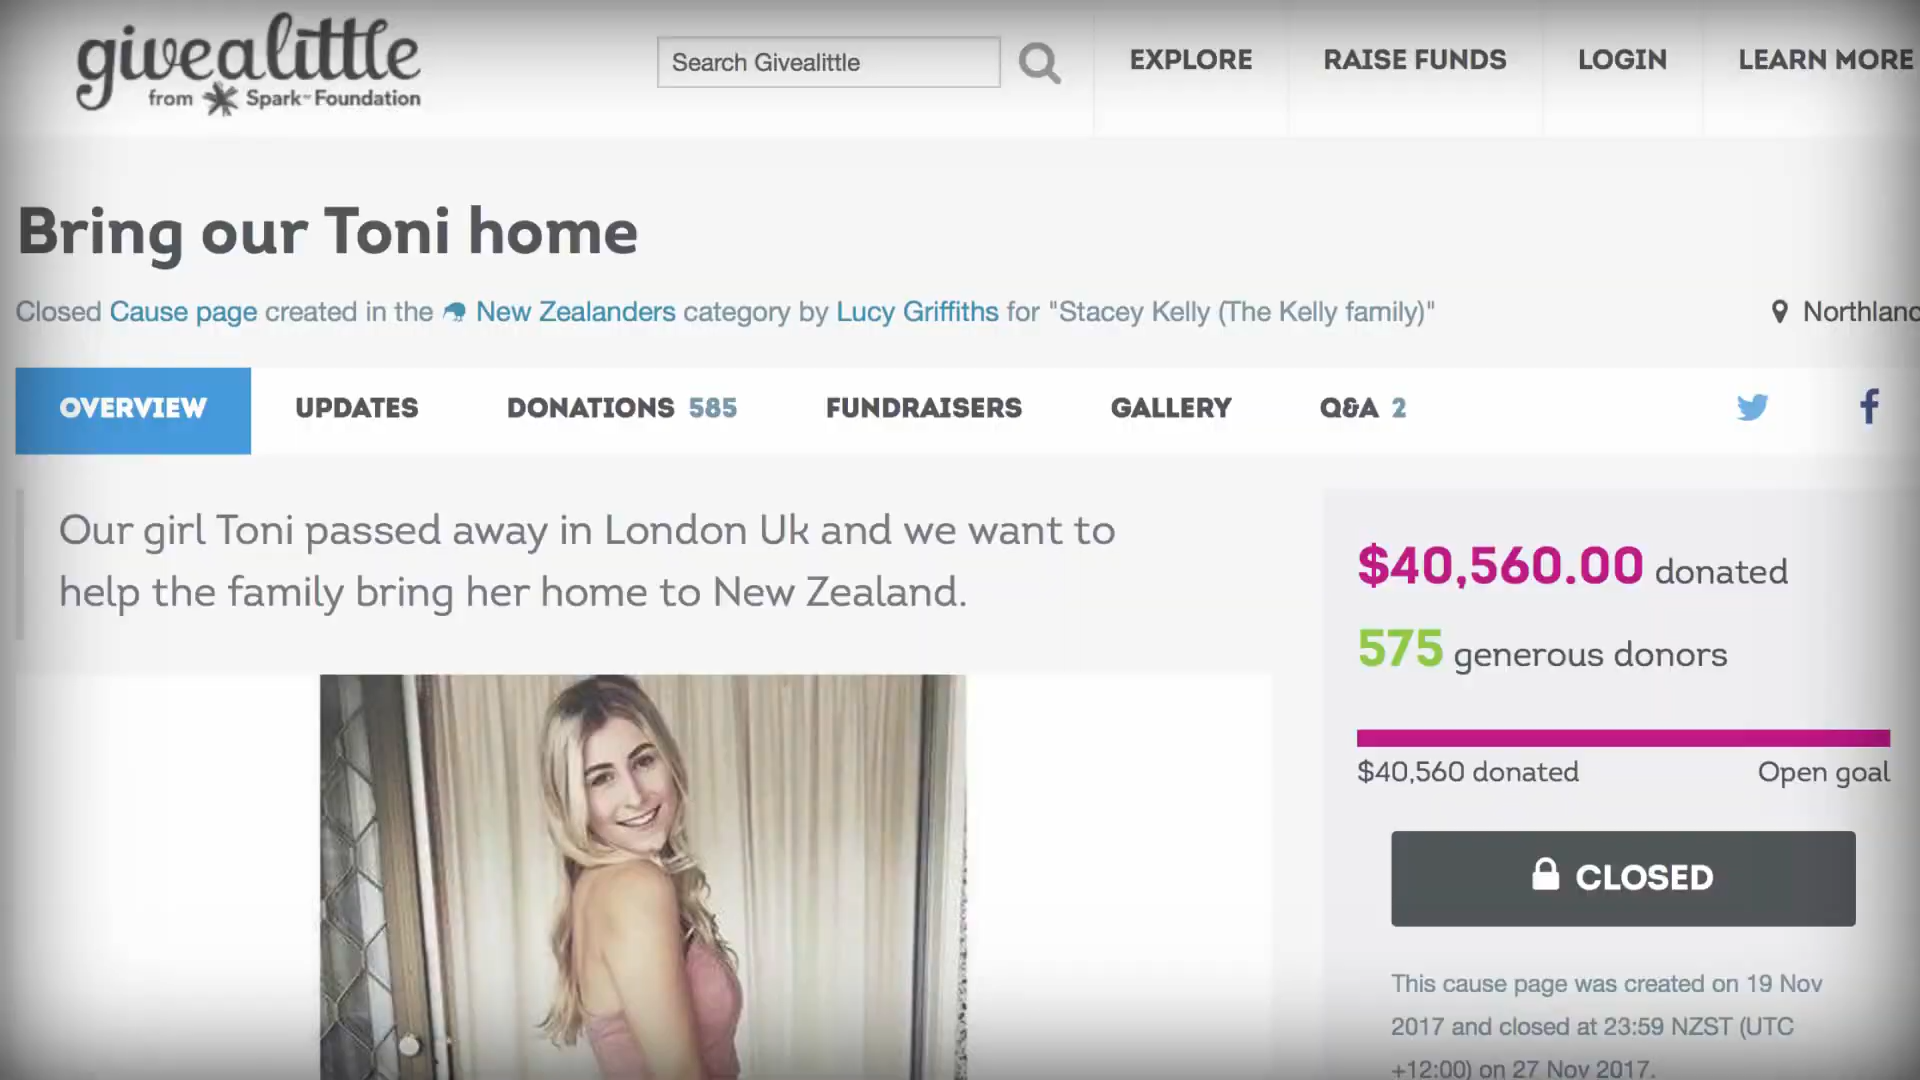 givealittle
from Spark Foundation
Search Givealittle
EXPLORE
RAISE FUNDS
LOGIN
LEARN MORE
Bring our Toni home
Closed Cause page created in the New Zealanders category by Lucy Griffiths for "Stacey Kelly (The Kelly family)"
Northland
OVERVIEW
UPDATES
DONATIONS 585
FUNDRAISERS
GALLERY
Q&A 2
Our girl Toni passed away in London Uk and we want to
help the family bring her home to New Zealand.
$40,560.00 donated
575 generous donors
$40,560 donated
Open goal
CLOSED
This cause page was created on 19 Nov
2017 and closed at 23:59 NZST (UTC
+12:00) on 27 Nov 2017.